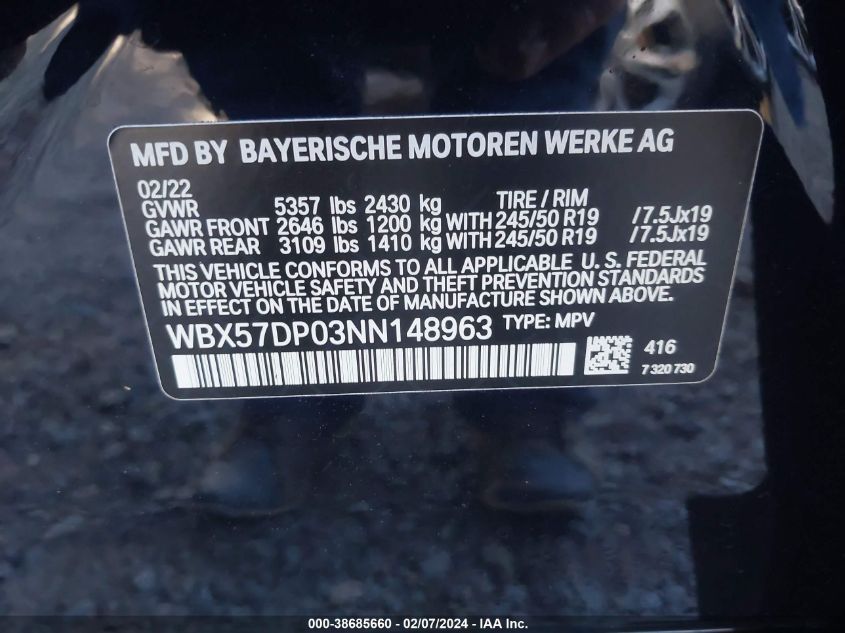 MFD BY BAYERISCHE MOTOREN WERKE AG
02/22 TIRE / RIM
GVWR 5357 lbs 2430 kg
GAWR FRONT 2646 lbs 1200 kg WITH 245/50 R19 /7.5Jx19
GAWR REAR 3109 lbs 1410 kg WITH 245/50 R19 /7.5Jx19
THIS VEHICLE CONFORMS TO ALL APPLICABLE U. S. FEDERAL
MOTOR VEHICLE SAFETY AND THEFT PREVENTION STANDARDS
IN EFFECT ON THE DATE OF MANUFACTURE SHOWN ABOVE.
WBX57DP03NN148963 TYPE: MPV
416
7 320 730
000-38685660 - 02/07/2024 - IAA Inc.